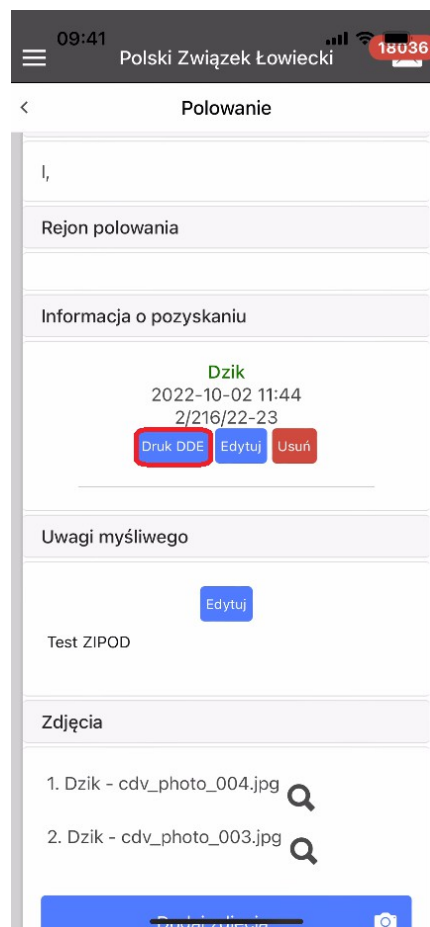 09:41
Polski Związek Łowiecki
18036
Polowanie
I,
Rejon polowania
Informacja o pozyskaniu
Dzik
2022-10-02 11:44
2/216/22-23
Druk DDE Edytuj Usuń
Uwagi myśliwego
Edytuj
Test ZIPOD
Zdjęcia
1. Dzik - cdv_photo_004.jpg
2. Dzik - cdv_photo_003.jpg
Dodaj zdjęcia